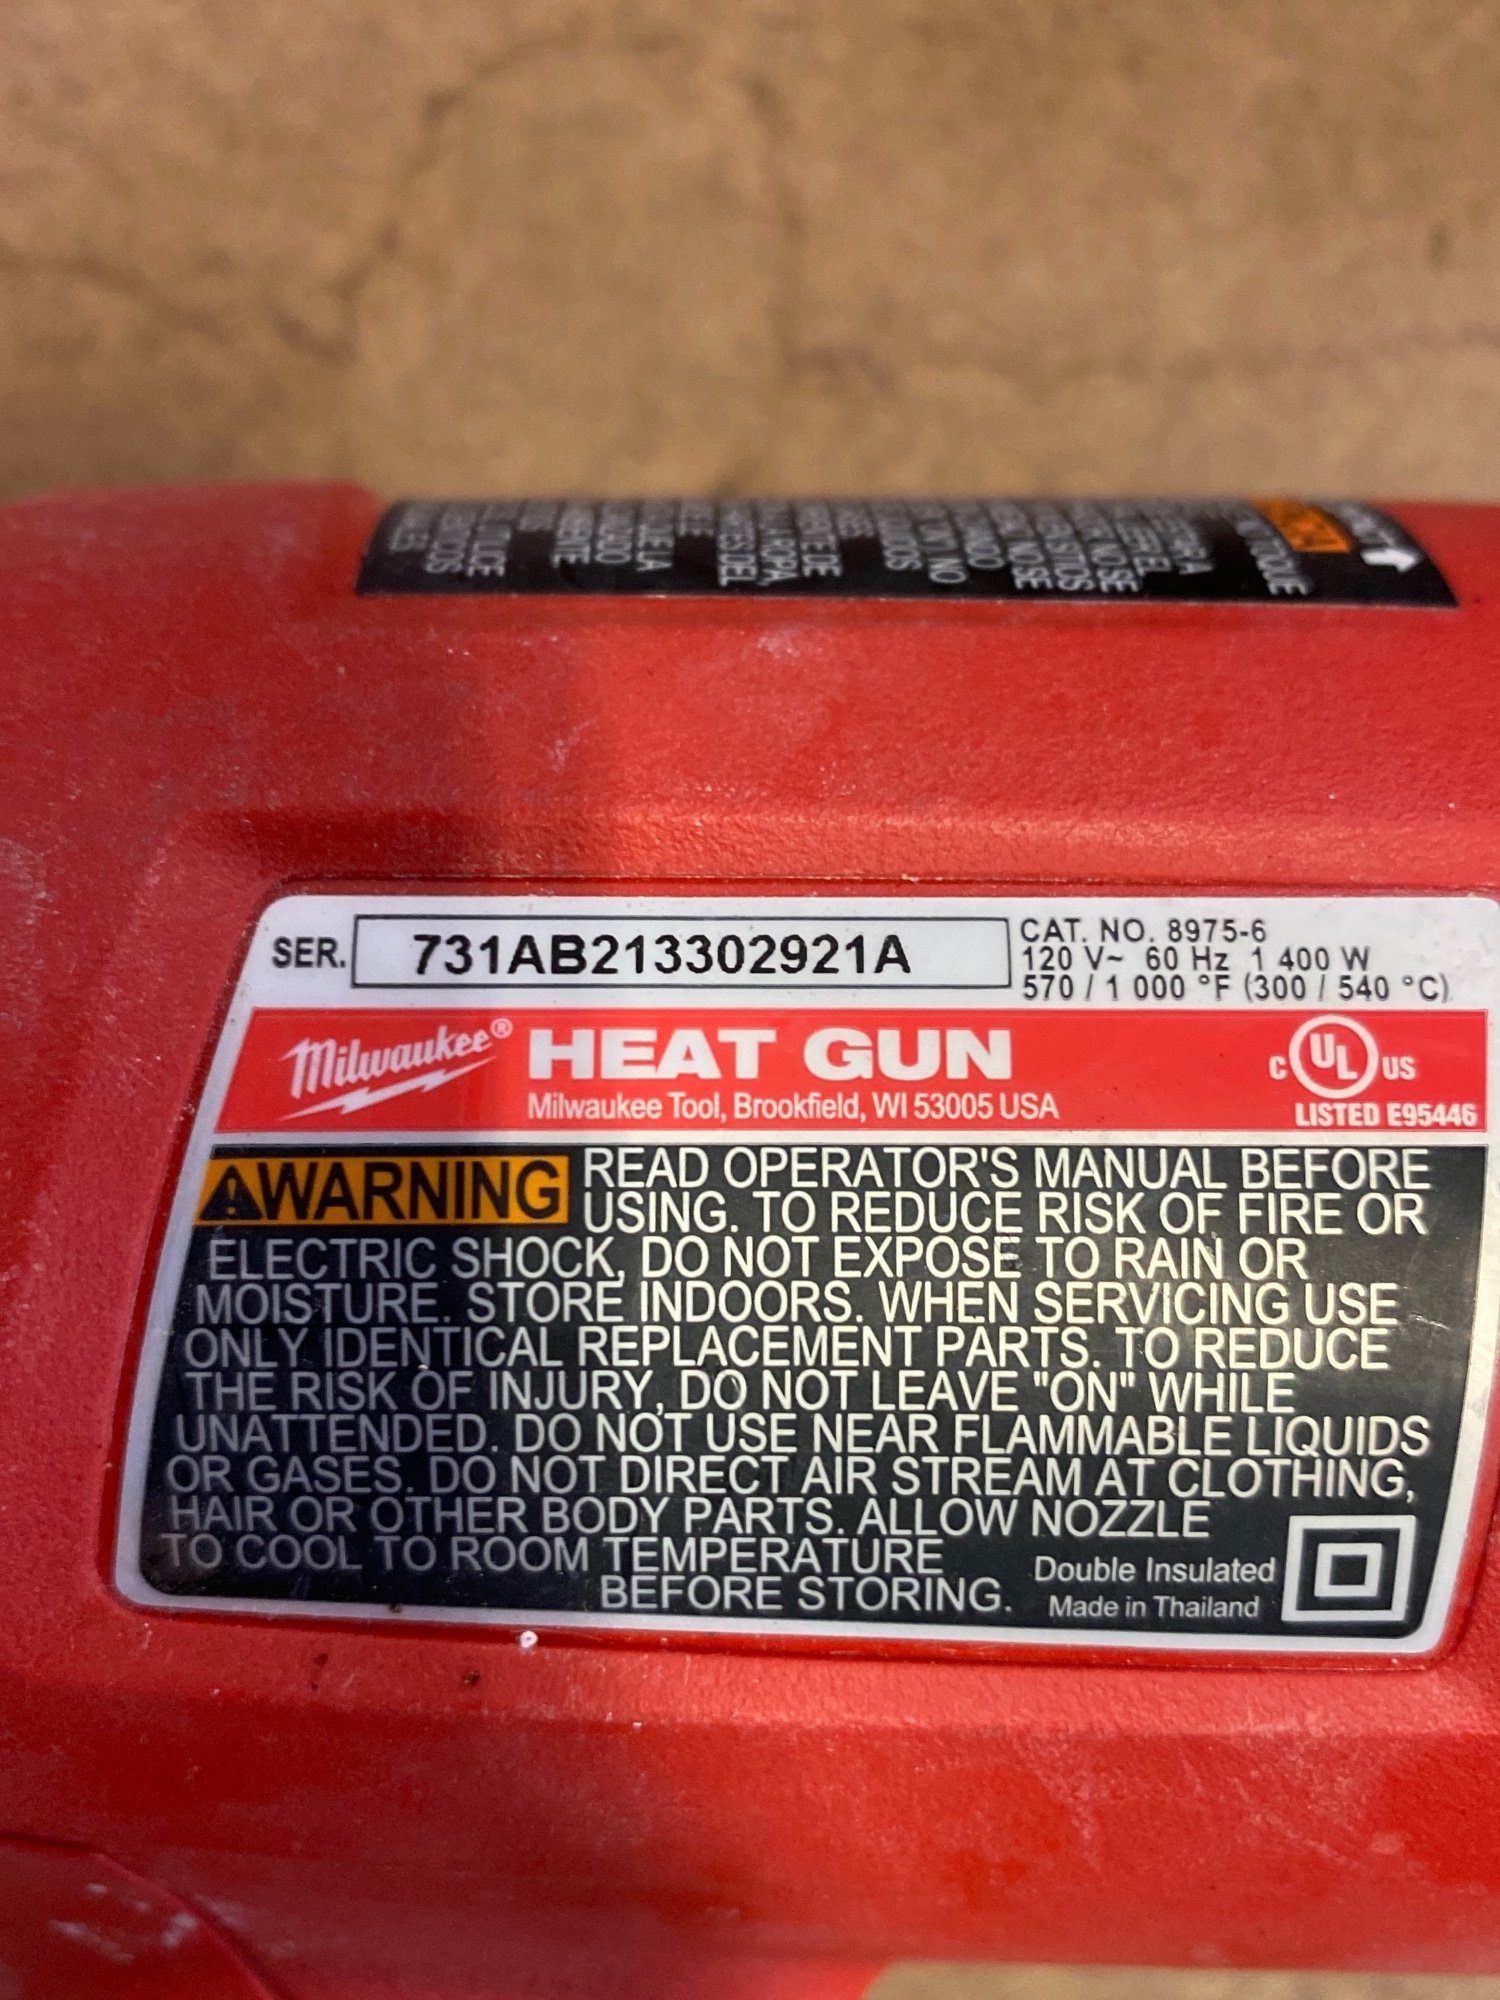 SER. 731AB213302921A
CAT. NO. 8975-6
120 V~ 60 Hz 1 400 W
570 / 1 000 °F (300 / 540 °C)
Milwaukee® HEAT GUN
Milwaukee Tool, Brookfield, WI 53005 USA
C UL US
LISTED E95446
WARNING READ OPERATOR'S MANUAL BEFORE
USING. TO REDUCE RISK OF FIRE OR
ELECTRIC SHOCK, DO NOT EXPOSE TO RAIN OR
MOISTURE. STORE INDOORS. WHEN SERVICING USE
ONLY IDENTICAL REPLACEMENT PARTS. TO REDUCE
THE RISK OF INJURY, DO NOT LEAVE "ON" WHILE
UNATTENDED. DO NOT USE NEAR FLAMMABLE LIQUIDS
OR GASES. DO NOT DIRECT AIR STREAM AT CLOTHING,
HAIR OR OTHER BODY PARTS. ALLOW NOZZLE
TO COOL TO ROOM TEMPERATURE
BEFORE STORING.
Double Insulated
Made in Thailand